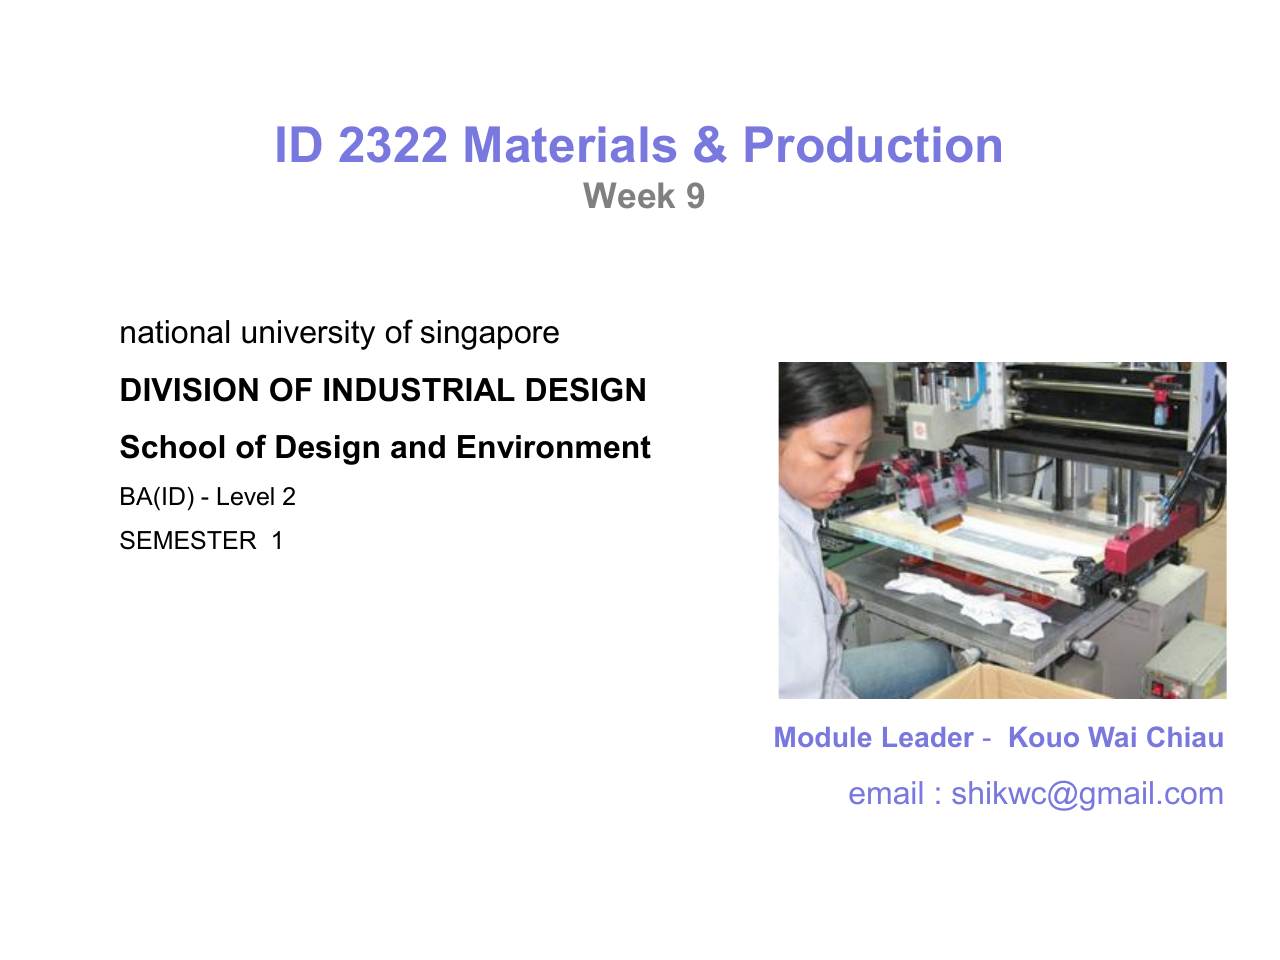 ID 2322 Materials & Production
Week 9
national university of singapore
DIVISION OF INDUSTRIAL DESIGN
School of Design and Environment
BA(ID) - Level 2
SEMESTER 1
Module Leader - Kouo Wai Chiau
email : shikwc@gmail.com